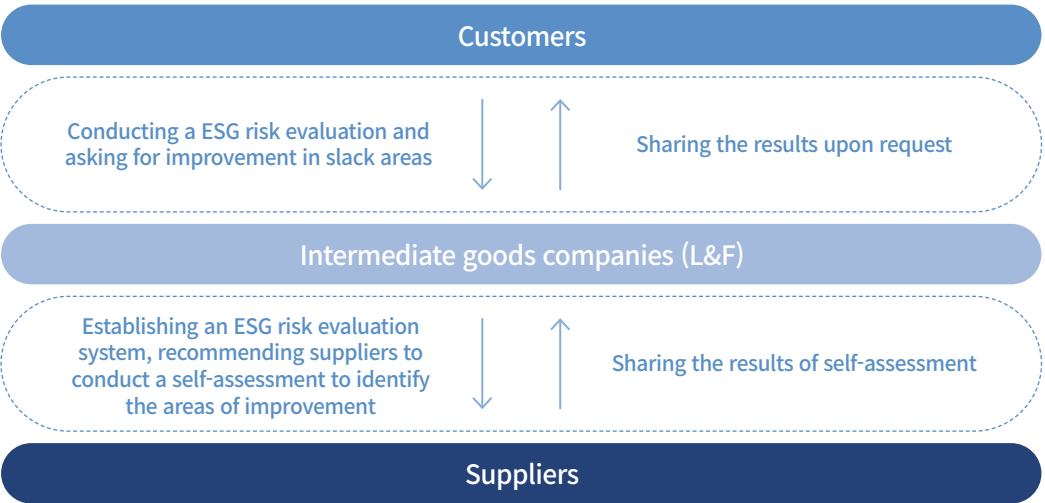 Customers
Conducting a ESG risk evaluation and
asking for improvement in slack areas
Sharing the results upon request
Intermediate goods companies (L&F)
Establishing an ESG risk evaluation
system, recommending suppliers to
conduct a self-assessment to identify
the areas of improvement
Sharing the results of self-assessment
Suppliers